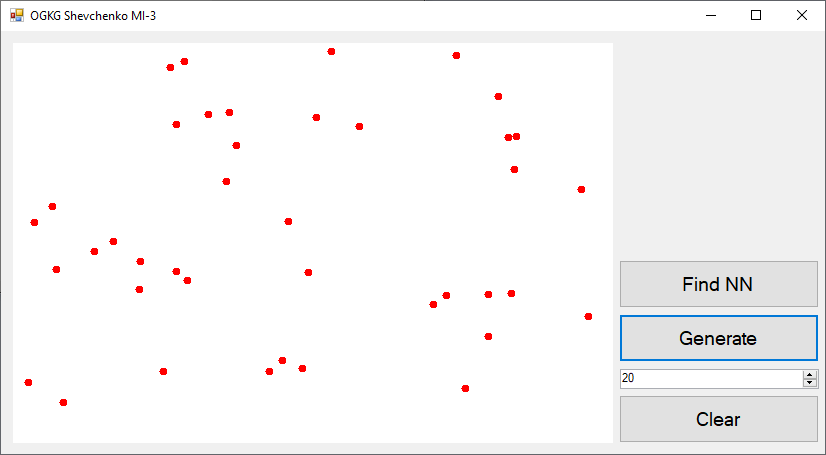 OGKG Shevchenko MI-3
Find NN
Generate
20
Clear